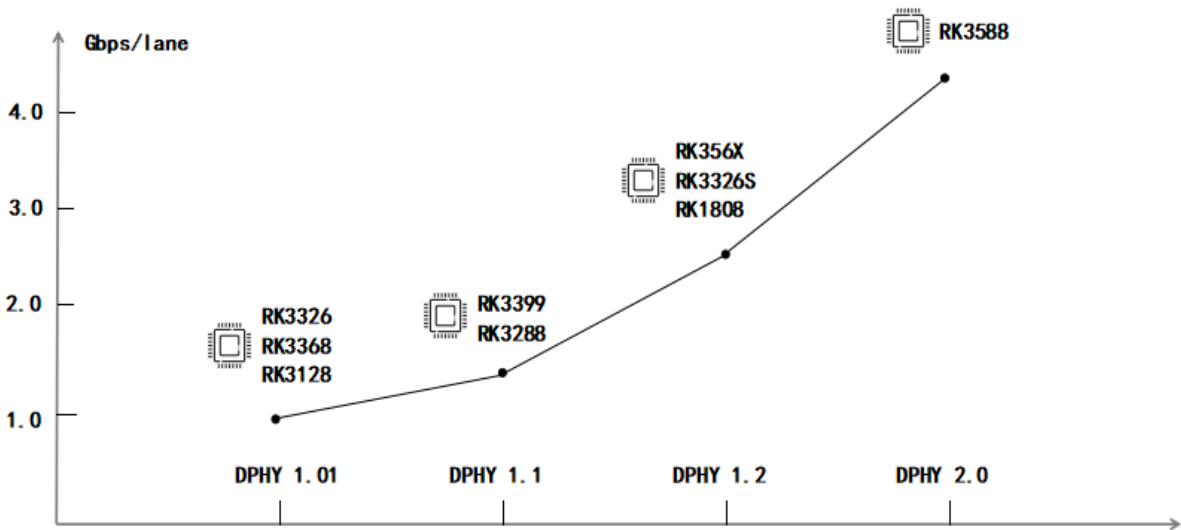 Gbps/lane
4.0
3.0
2.0
1.0
RK3326
RK3368
RK3128
RK3399
RK3288
RK356X
RK3326S
RK1808
RK3588
DPHY 1.01
DPHY 1.1
DPHY 1.2
DPHY 2.0